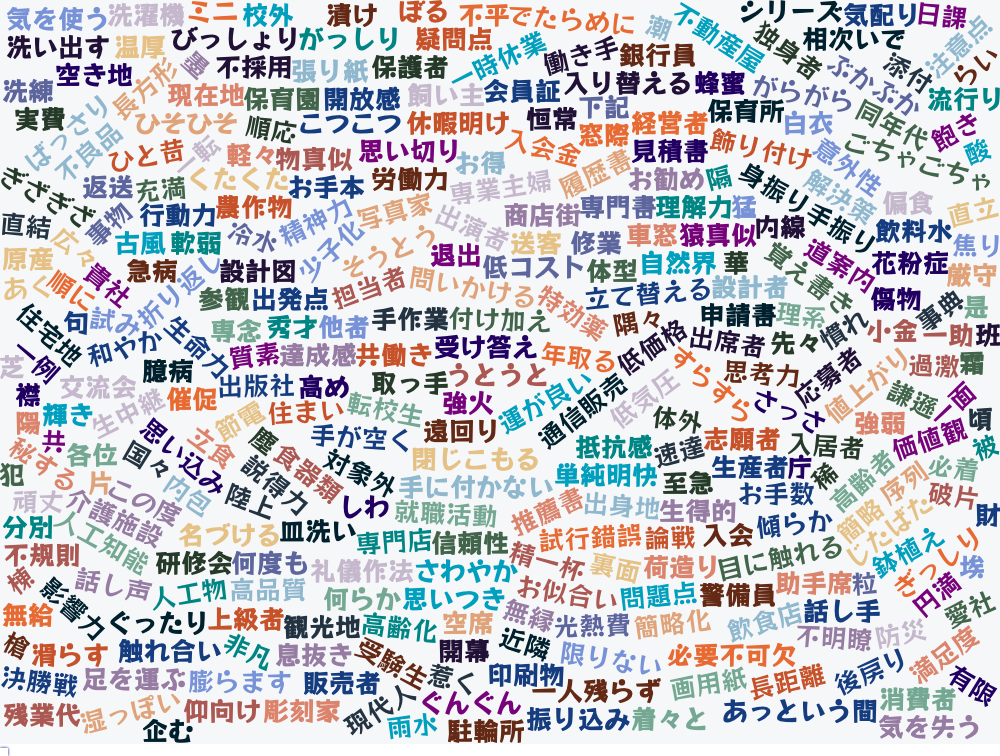 気を使う
洗濯機
ミニ
校外
漬け
ぼる
不平
でたらめに
潮
不動産屋
シリーズ
気配り
日課
洗い出す
温厚
びっしょり
がっしり
疑問点
一時休業
働き手
銀行員
独身者
相次いで
添付
注意点
らい
洗練
空き地
長方形
墨
不採用
張り紙
保護者
入り替える
蜂蜜
がらがら
ぶかぶか
流行り
現在地
保育園
開放感
飼い主
会員証
下記
保育所
同年代
飽き
酸
実費
ばっさり
不良品
ひそひそ
順応
こつこつ
休暇明け
恒常
窓際
経営者
白衣
ごちゃごちゃ
ひと昔
一転
軽々
物真似
思い切り
お得
入会金
履歴書
見積書
飾り付け
意外性
ぎざぎざ
返送
充満
くたくた
お手本
労働力
専業主婦
お勧め
隔
身振り手振り
解決策
偏食
直立
直結
広々
事物
行動力
農作物
精神力
写真家
出演者
商店街
専門書
理解力
猛
内線
飲料水
焦り
古風
軟弱
冷水
少子化
そうとう
退出
送客
修業
車窓
猿真似
道案内
花粉症
原産
あく
順に
貴社
急病
折り返し
設計図
担当者
問いかける
低コスト
体型
自然界
華
覚え書き
厳守
参観
出発点
特効薬
立て替える
設計者
傷物
事典
是
住宅地
句
試み
生命力
専念
秀才
他者
手作業
付け加え
隅々
申請書
理系
慣れ
小金
一助
班
一例
和やか
質素
達成感
共働き
受け答え
年取る
低価格
出席者
先々
芝
臆病
交流会
出版社
高め
取っ手
うとうと
すらすら
思考力
応募者
値上がり
過激
霜
襟
輝き
生中継
催促
住まい
転校生
強火
運が良い
通信販売
低気圧
さっさ
謙遜
一面
陽
共
節電
手が空く
遠回り
体外
強弱
頃
秘する
各位
国々
思い込み
立食
塵
食器類
対象外
閉じこもる
抵抗感
速達
志願者
入居者
価値観
被
犯
片
この度
内包
陸上
説得力
手に付かない
単純明快
至急
生産者
庁
お手数
高齢者
序列
必着
頑丈
介護施設
しわ
就職活動
推薦書
出身地
生得的
簡略
破片
分別
人工知能
名づける
皿洗い
専門店
信頼性
試行錯誤
論戦
入会
傾らか
じたばた
財
不規則
研修会
何度も
礼儀作法
さわやか
精一杯
裏面
荷造り
目に触れる
鉢植え
ぎっしり
埃
話し声
人工物
高品質
何らか
思いつき
お似合い
問題点
警備員
助手席
粒
円満
無給
影響力
ぐったり
上級者
観光地
高齢化
空席
無縁
光熱費
簡略化
飲食店
話し手
愛社
槍
滑らす
触れ合い
非凡
息抜き
受験生
開幕
近隣
限りない
必要不可欠
不明瞭
防災
満足度
決勝戦
足を運ぶ
膨らます
販売者
惹く
印刷物
一人残らず
画用紙
長距離
後戻り
有限
残業代
湿っぽい
仰向け
彫刻家
現代人
ぐんぐん
消費者
企む
雨水
駐輪所
振り込み
着々と
あっという間
気を失う